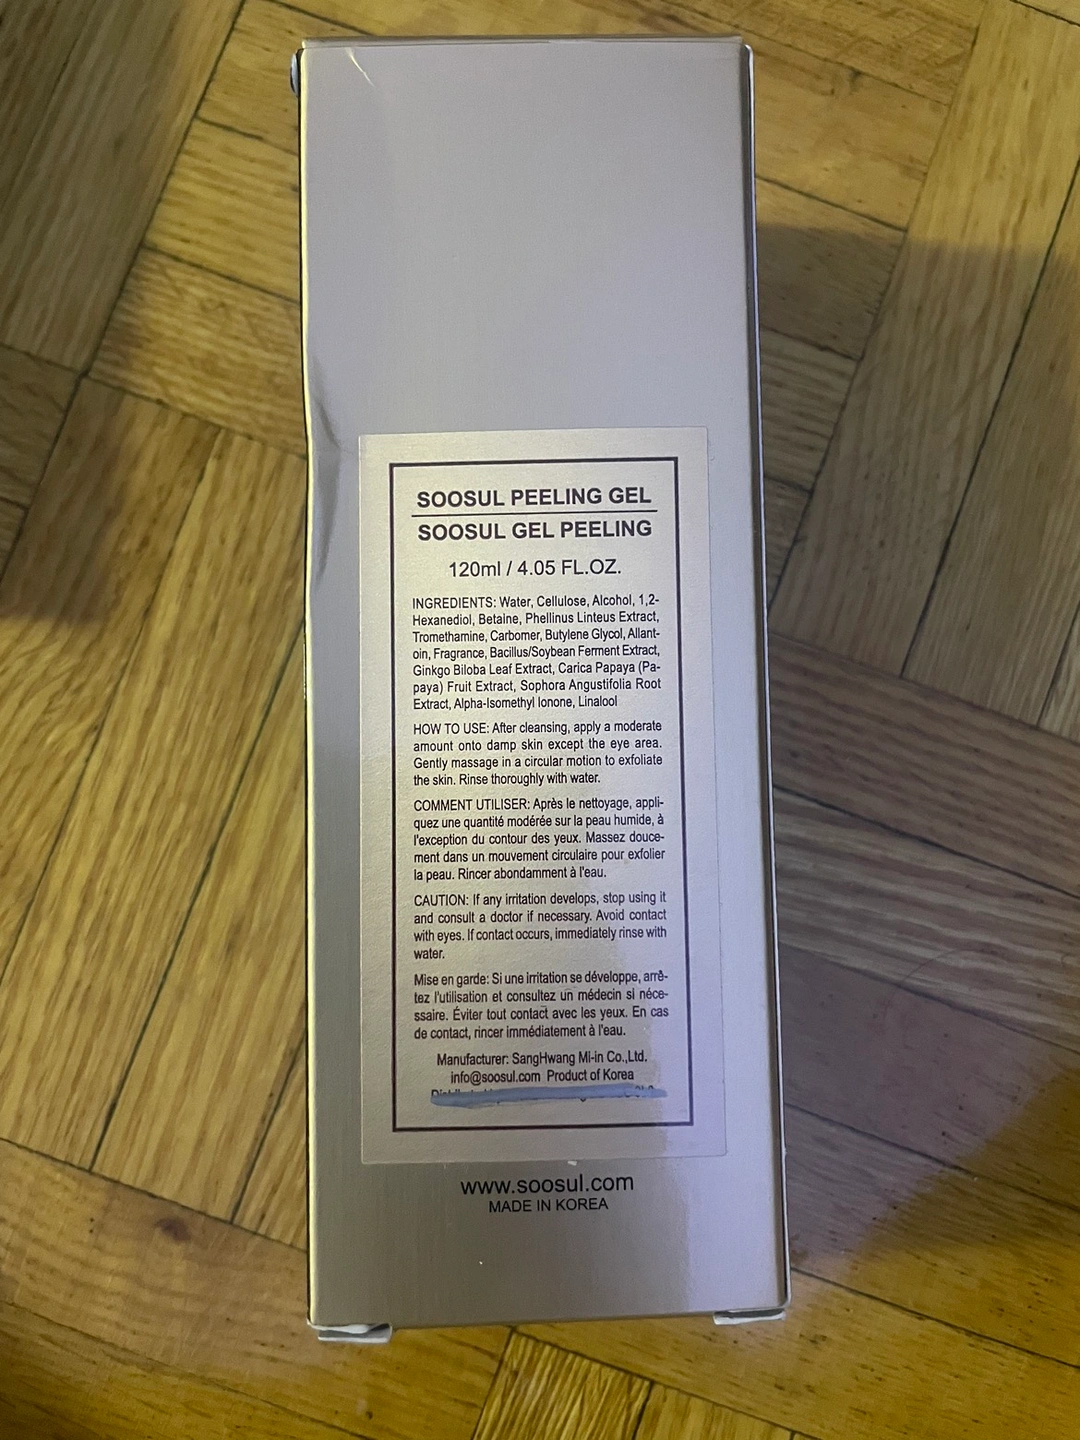 SOOSUL PEELING GEL
SOOSUL GEL PEELING
120ml / 4.05 FL.OZ.
INGREDIENTS: Water, Cellulose, Alcohol, 1,2-
Hexanediol, Betaine, Phellinus Linteus Extract,
Tromethamine, Carbomer, Butylene Glycol, Allant-
oin, Fragrance, Bacillus/Soybean Ferment Extract,
Ginkgo Biloba Leaf Extract, Carica Papaya (Pa-
paya) Fruit Extract, Sophora Angustifolia Root
Extract, Alpha-Isomethyl Ionone, Linalool
HOW TO USE: After cleansing, apply a moderate
amount onto damp skin except the eye area.
Gently massage in a circular motion to exfoliate
the skin. Rinse thoroughly with water.
COMMENT UTILISER: Après le nettoyage, appli-
quez une quantité modérée sur la peau humide, à
l'exception du contour des yeux. Massez douce-
ment dans un mouvement circulaire pour exfolier
la peau. Rincer abondamment à l'eau.
CAUTION: If any irritation develops, stop using it
and consult a doctor if necessary. Avoid contact
with eyes. If contact occurs, immediately rinse with
water.
Mise en garde: Si une irritation se développe, arrê-
tez l'utilisation et consultez un médecin si néce-
ssaire. Éviter tout contact avec les yeux. En cas
de contact, rincer immédiatement à l'eau.
Manufacturer: SangHwang Mi-in Co.,Ltd.
info@soosul.com Product of Korea
www.soosul.com
MADE IN KOREA